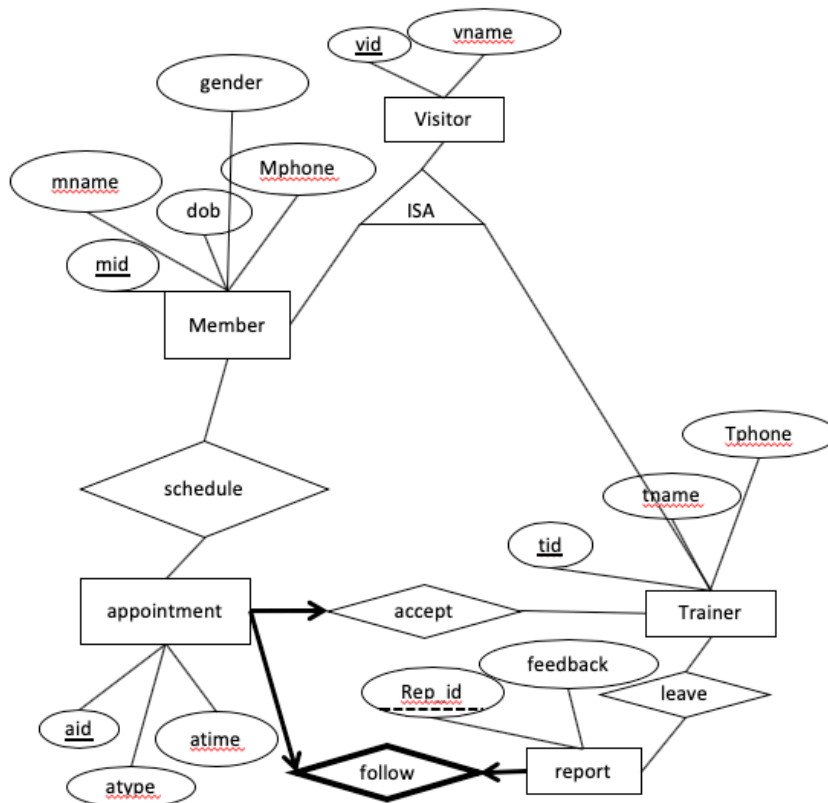 vid
vname
gender
Visitor
mname
Mphone
dob
ISA
mid
Member
Tphone
schedule
tname
tid
appointment
accept
Trainer
feedback
Rep_id
leave
aid
atime
follow
report
atype